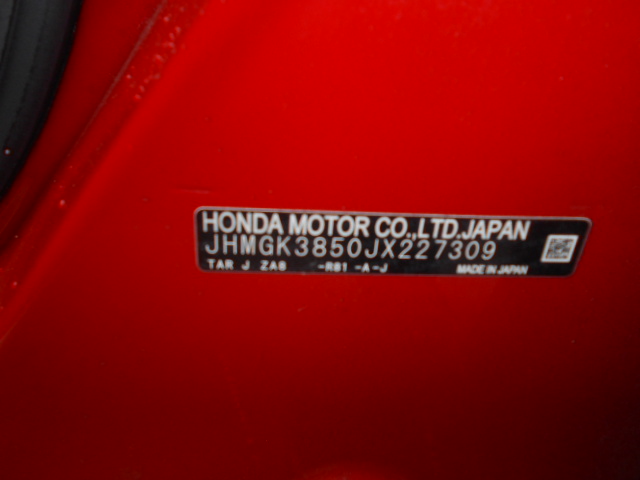 HONDA MOTOR CO.,LTD.JAPAN
JHMGK3850JX227309
TAR J ZA6 -R81 -A-J MADE IN JAPAN